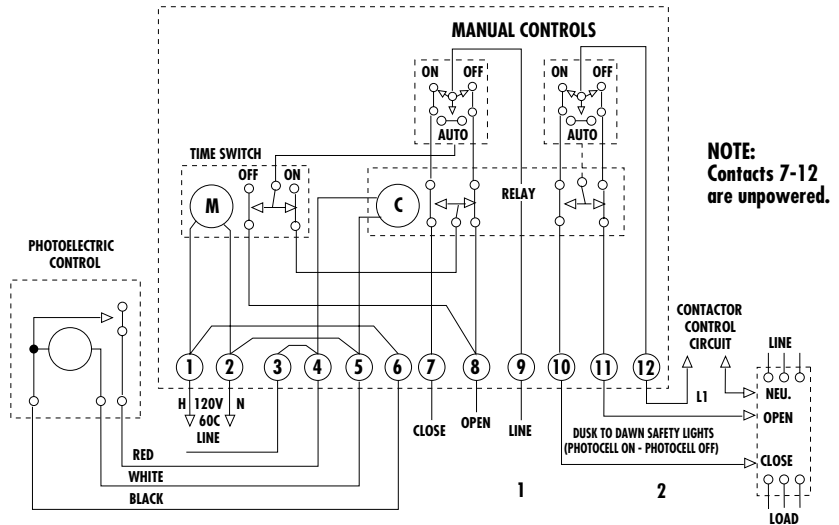 MANUAL CONTROLS
ON OFF
ON OFF
AUTO
AUTO
NOTE:
Contacts 7-12
are unpowered.
TIME SWITCH
OFF ON
M
C
RELAY
PHOTOELECTRIC
CONTROL
CONTACTOR
CONTROL
CIRCUIT
LINE
1 2 3 4 5 6 7 8 9 10 11 12
H 120V N
60C
LINE
L1
NEU.
OPEN
CLOSE
OPEN
LINE
DUSK TO DAWN SAFETY LIGHTS
(PHOTOCELL ON - PHOTOCELL OFF)
CLOSE
RED
WHITE
BLACK
1
2
LOAD